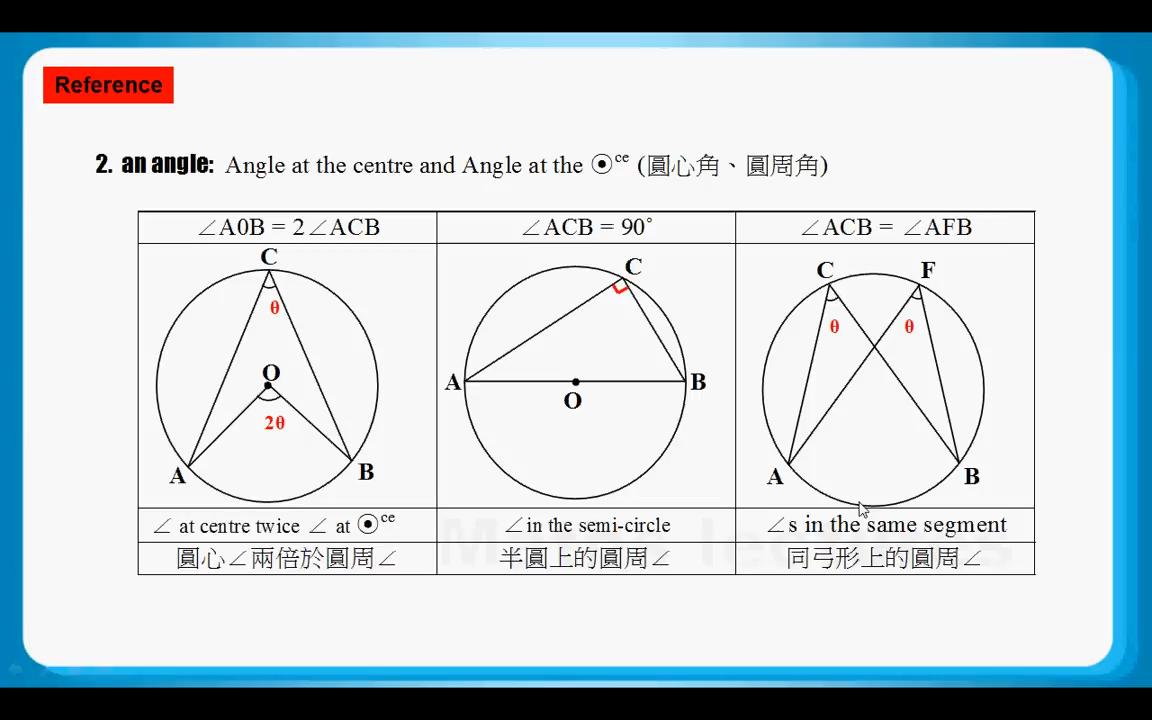 Reference
2. an angle: Angle at the centre and Angle at the ⊙ce (圓心角、圓周角)
∠A0B = 2∠ACB
∠ACB = 90°
∠ACB = ∠AFB
C
θ
O
2θ
A
B
C
A
B
O
C
F
θ
θ
A
B
∠ at centre twice ∠ at ⊙ce
∠in the semi-circle
∠s in the same segment
圓心∠兩倍於圓周∠
半圓上的圓周∠
同弓形上的圓周∠